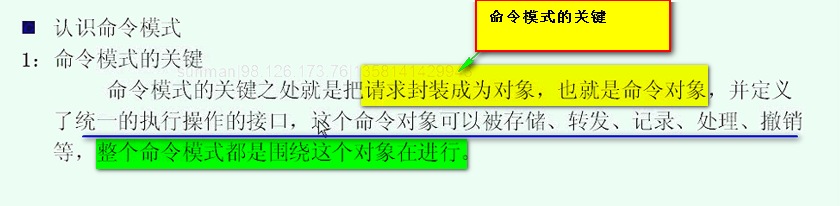 命令模式的关键
认识命令模式
1：命令模式的关键
sunman|98.126.173.76|
命令模式的关键之处就是把请求封装成为对象，也就是命令对象，并定义
了统一的执行操作的接口，这个命令对象可以被存储、转发、记录、处理、撤销
等，整个命令模式都是围绕这个对象在进行。